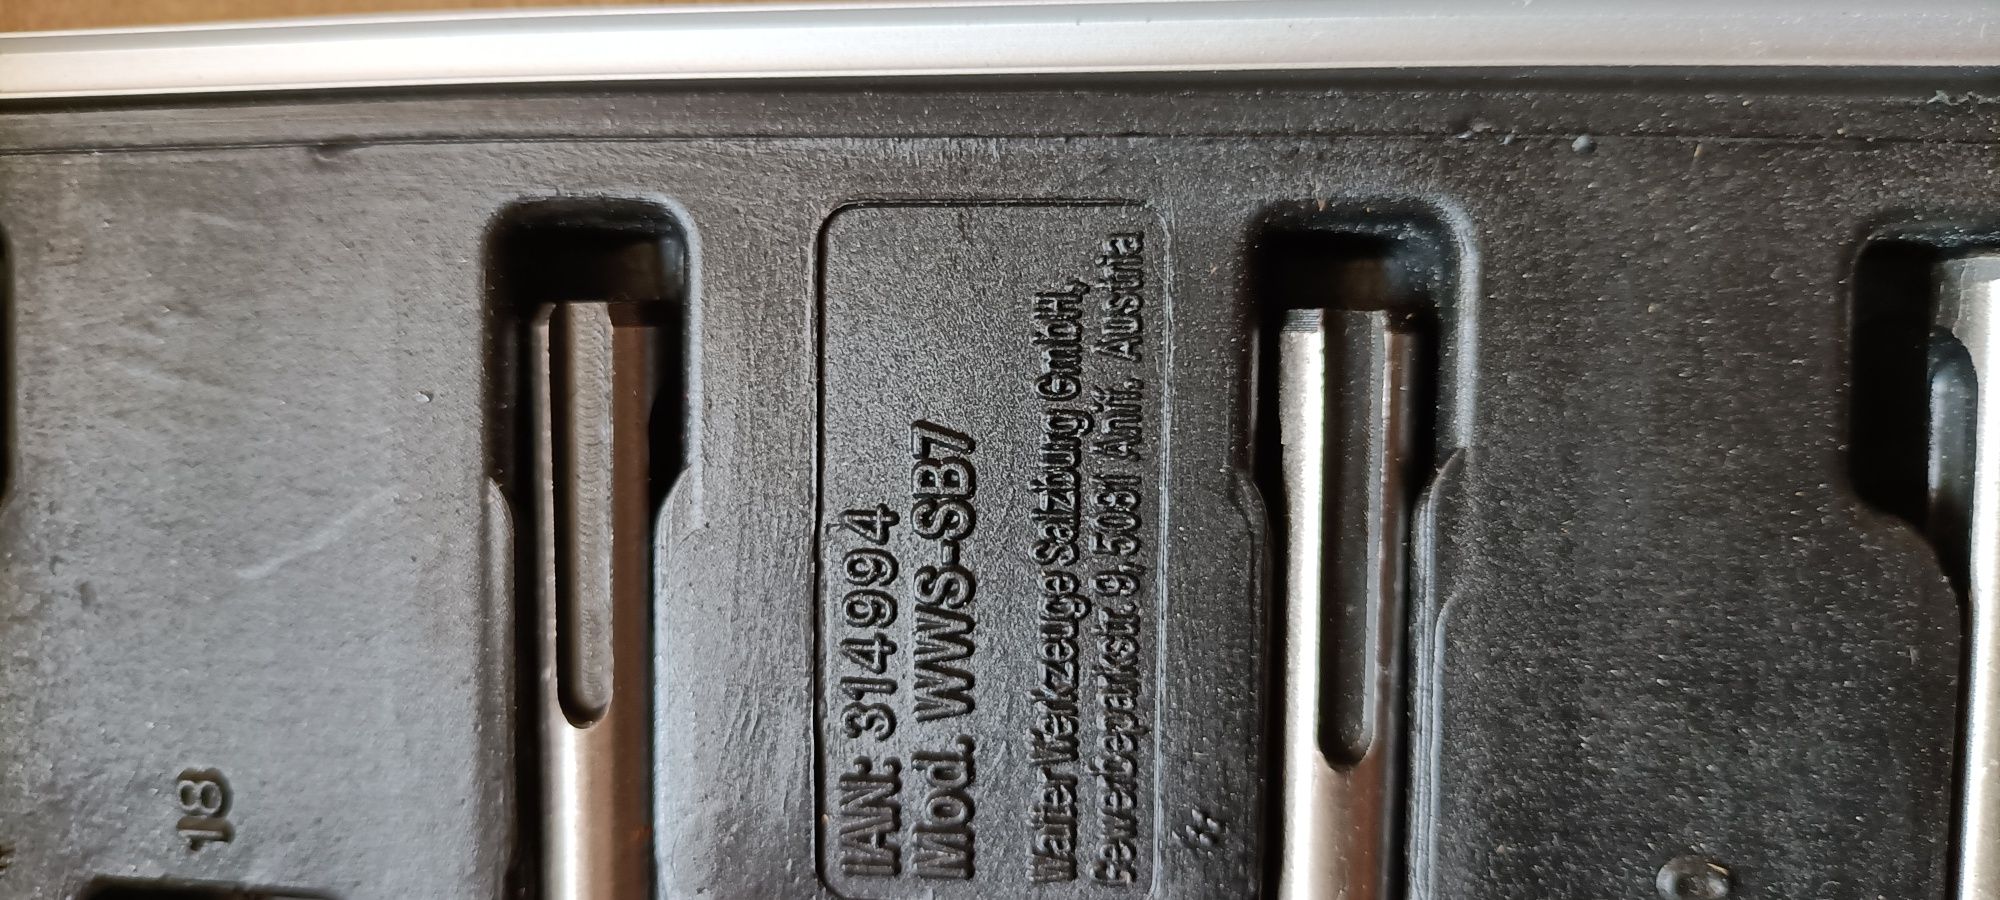 IAN: 314994
Mod. WWS-SB7
Walter Werkzeuge Salzburg GmbH,
Gewerbeparkstr. 9, 5081 Anif. Austria
18